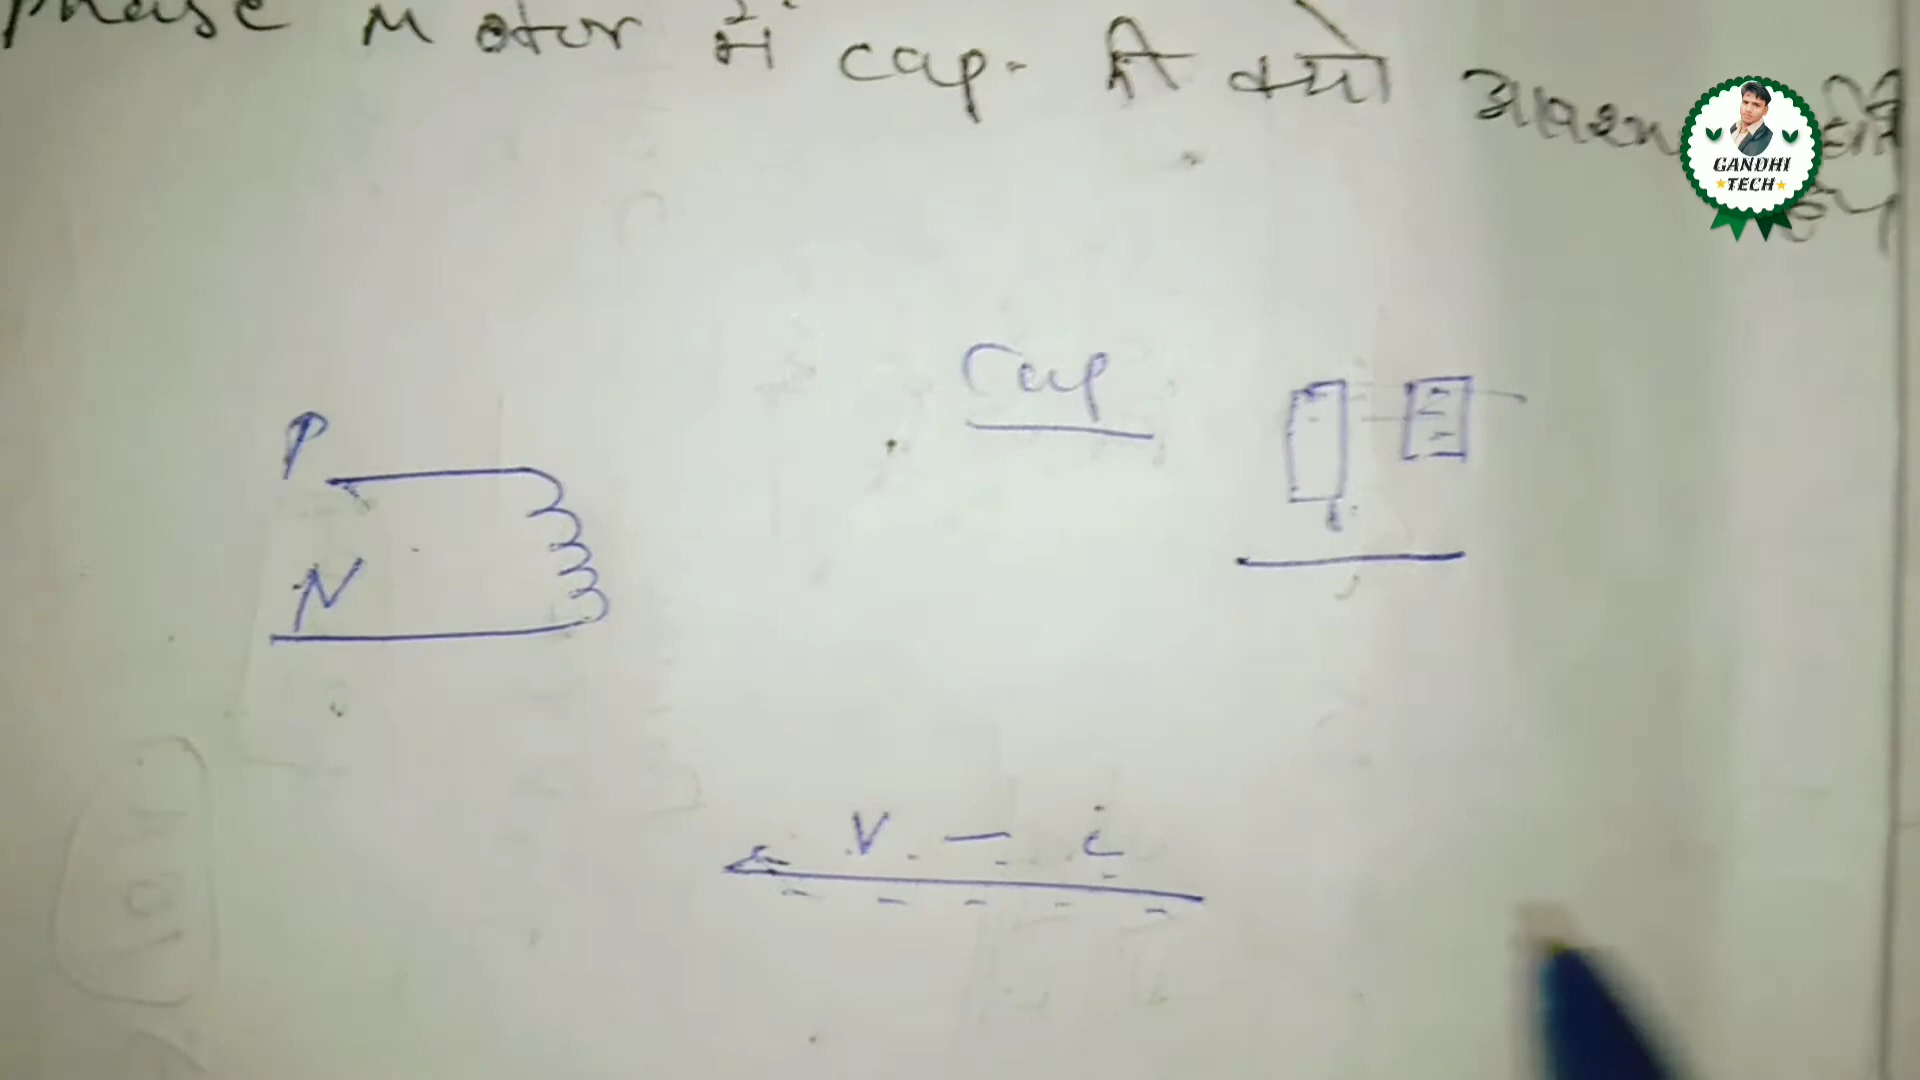 Phase Motor में cap. की क्यों
GANDHI
TECH
Cap
P
N
V - i